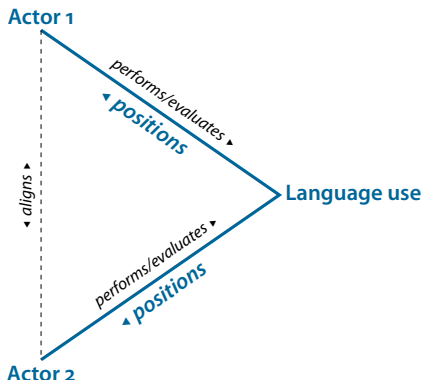 Actor 1
performs/evaluates ▸
◂ positions
◂ aligns ▸
Language use
performs/evaluates ▸
◂ positions
Actor 2